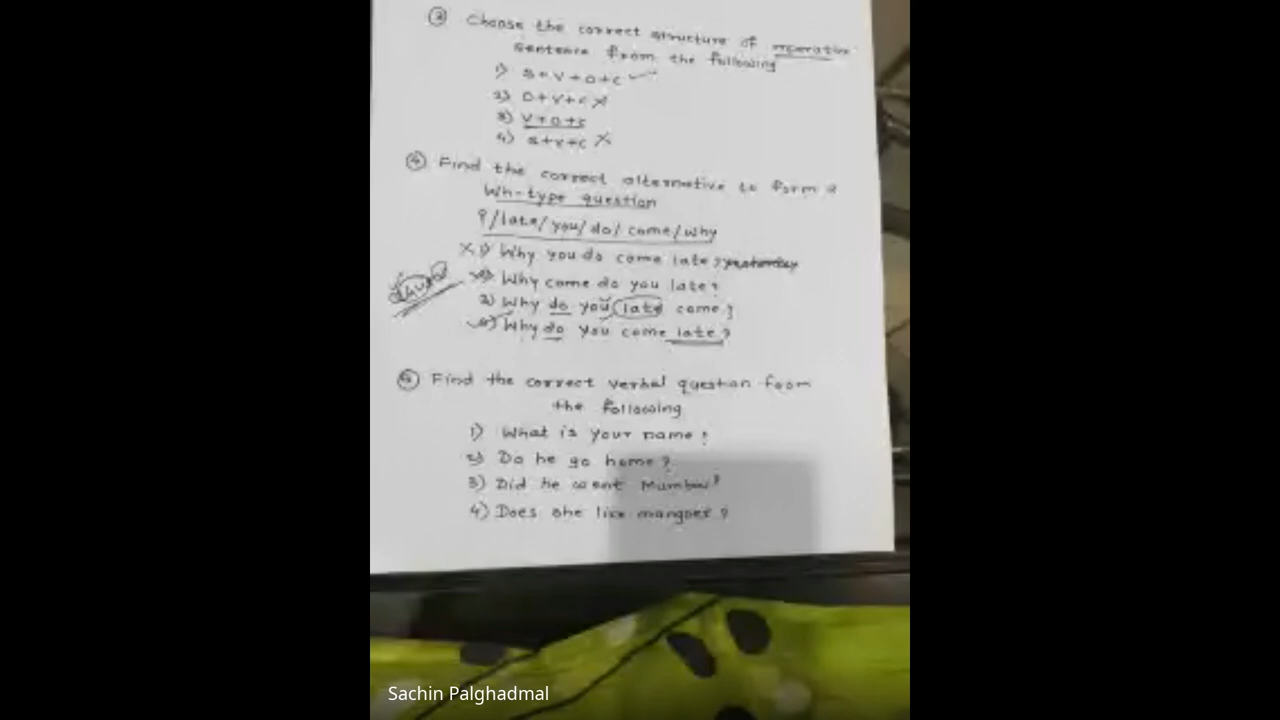 ③ Choose the correct structure of imperative
sentence from the following
1) S+V+O+C ✓
2) O+V+C ✗
3) V+O+C
4) S+V+C ✗
④ Find the correct alternative to form a
Wh-type question
?/late/you/do/come/why
✗ 1) Why you do come late? yesterday
2) Why come do you late?
3) Why do you late come?
4) Why do you come late?
⑤ Find the correct verbal question from
the following
1) What is your name?
2) Do he go home?
3) Did he went Mumbai?
4) Does she like mangoes?
Sachin Palghadmal